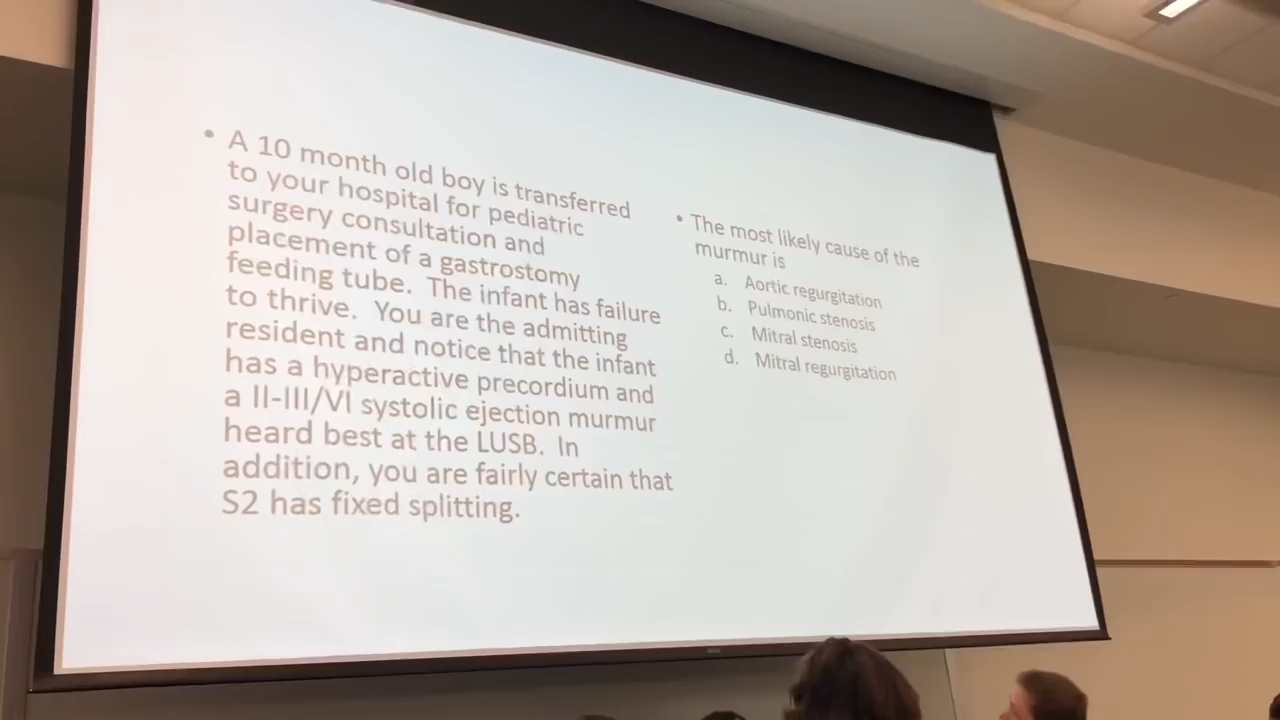 • A 10 month old boy is transferred
to your hospital for pediatric
surgery consultation and
placement of a gastrostomy
feeding tube. The infant has failure
to thrive. You are the admitting
resident and notice that the infant
has a hyperactive precordium and
a II-III/VI systolic ejection murmur
heard best at the LUSB. In
addition, you are fairly certain that
S2 has fixed splitting.
• The most likely cause of the
murmur is
a. Aortic regurgitation
b. Pulmonic stenosis
c. Mitral stenosis
d. Mitral regurgitation